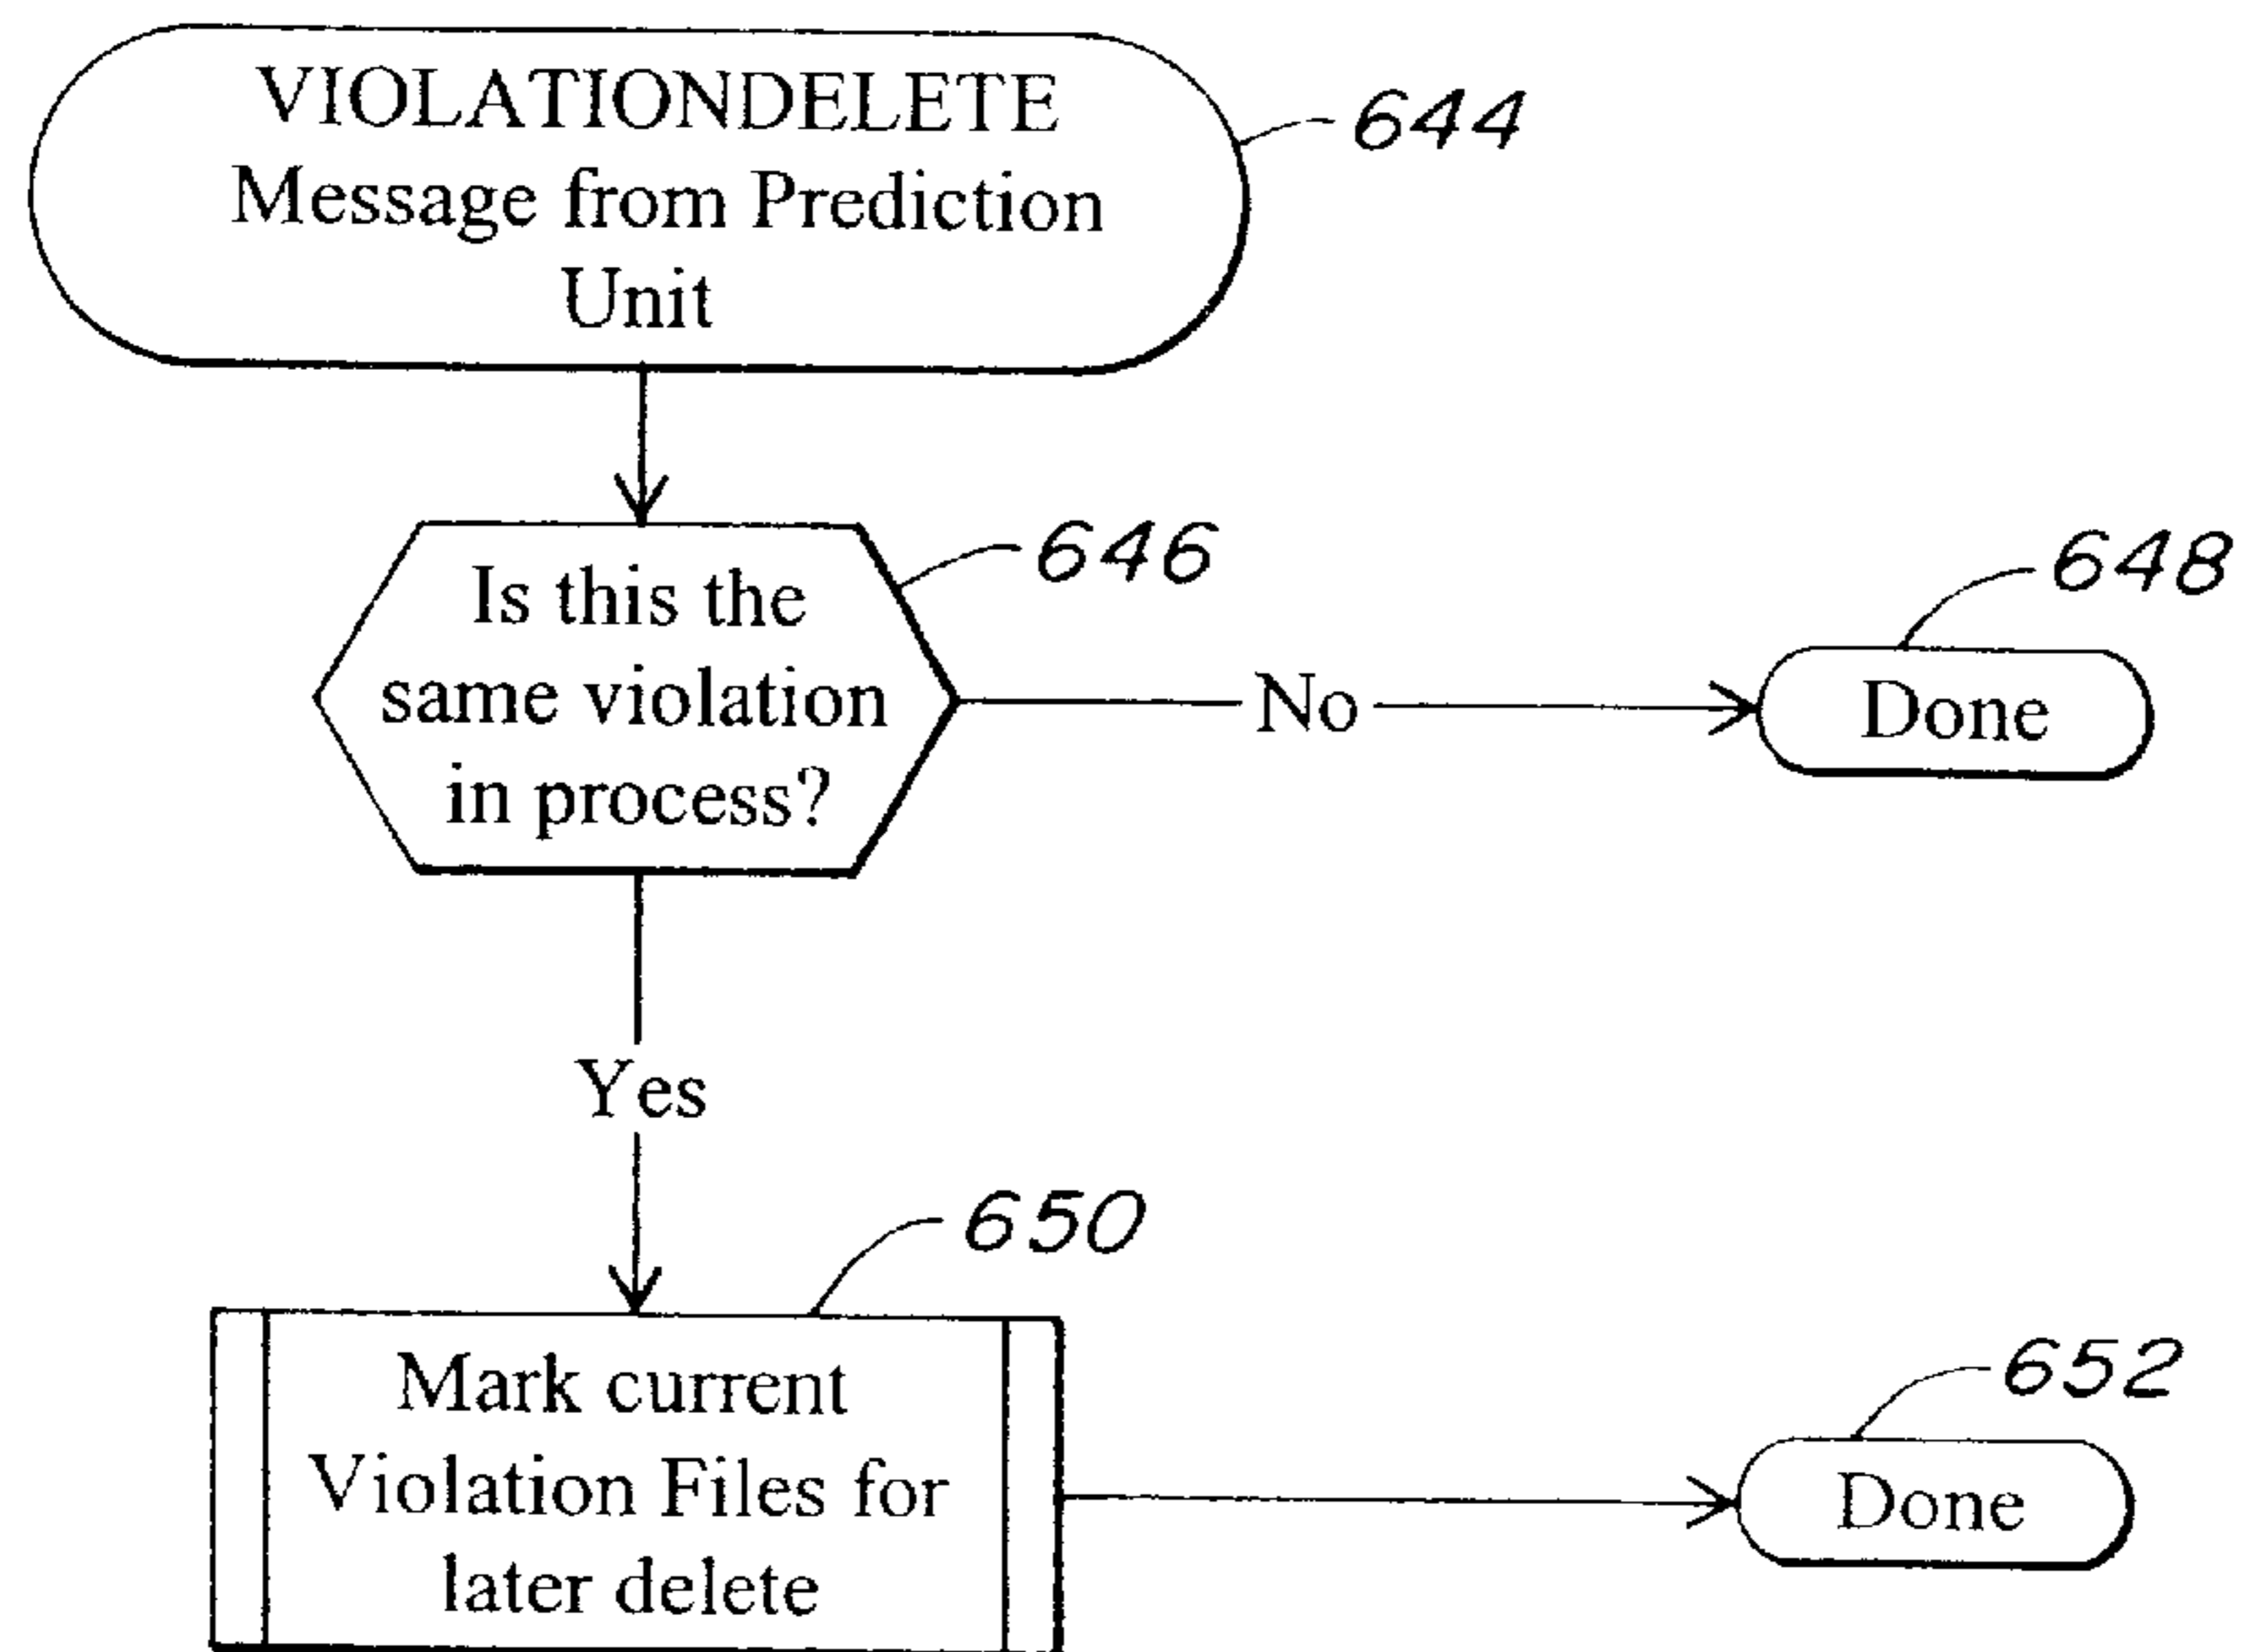 VIOLATIONDELETE
Message from Prediction
Unit
644
Is this the
same violation
in process?
646
No
648
Done
Yes
650
Mark current
Violation Files for
later delete
652
Done